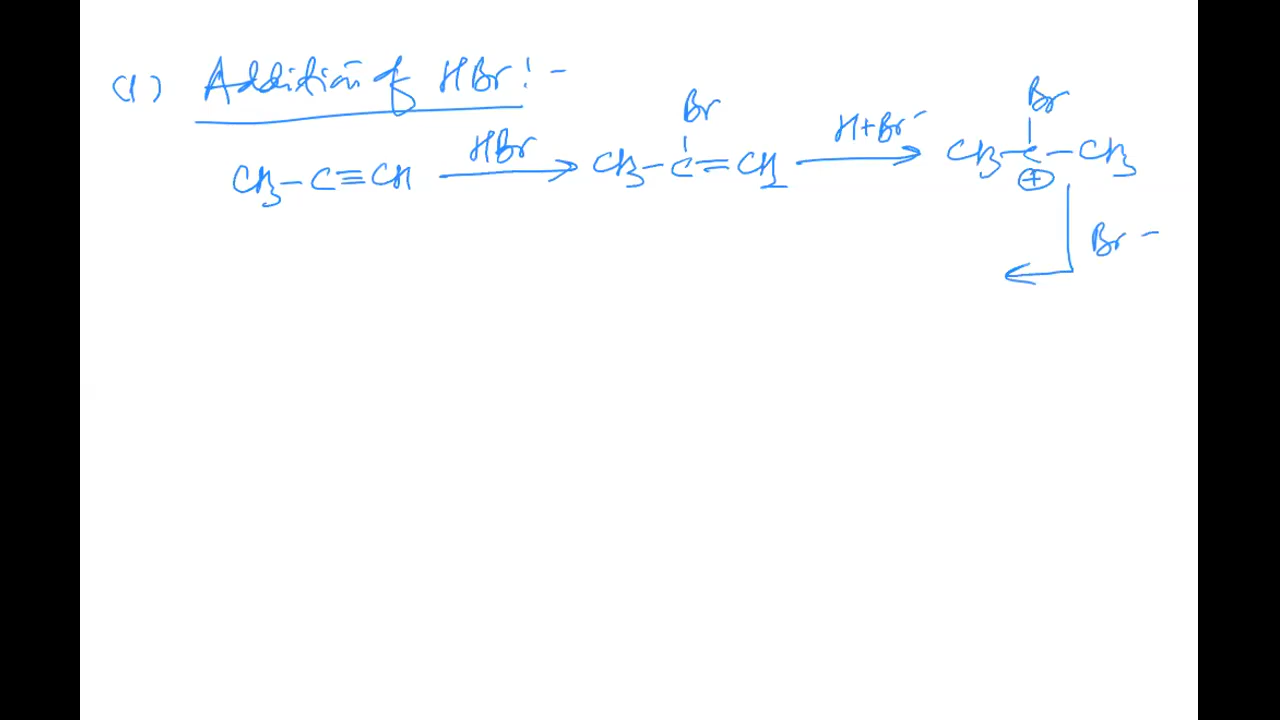 (1) Addition of HBr :-
CH3-C≡CH HBr→ CH3-C(Br)=CH2 H+Br-→ CH3-C(Br)(+)-CH3
Br-